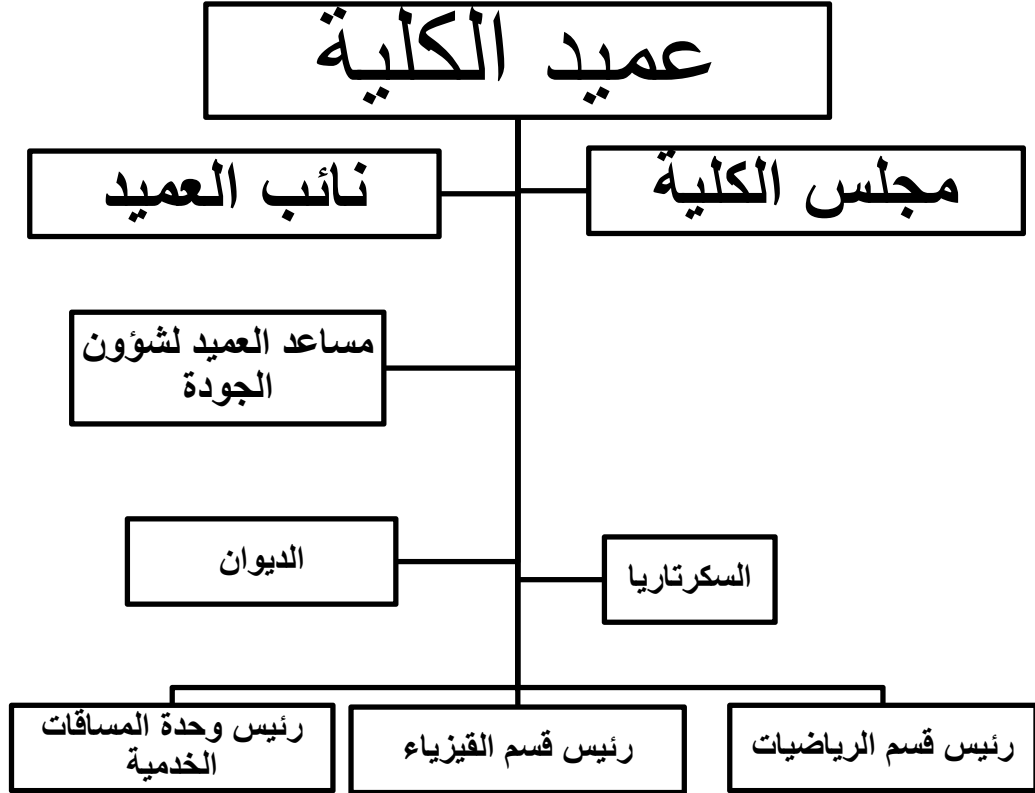 عميد الكلية
مجلس الكلية
نائب العميد
مساعد العميد لشؤون
الجودة
السكرتاريا
الديوان
رئيس قسم الرياضيات
رئيس قسم القيزياء
رئيس وحدة المساقات
الخدمية